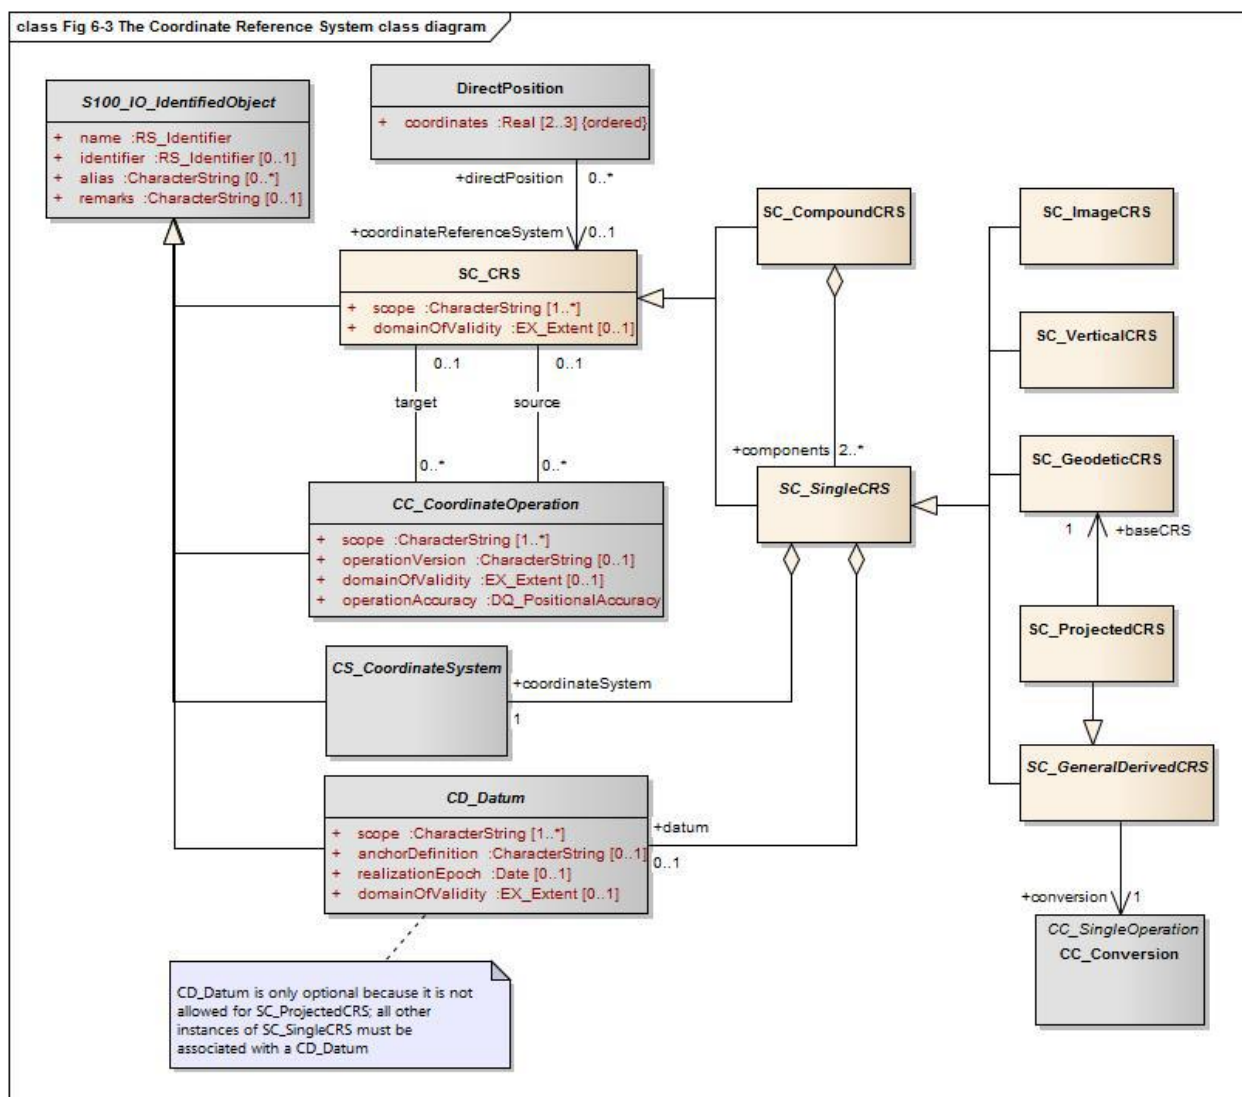 class Fig 6-3 The Coordinate Reference System class diagram
S100_IO_IdentifiedObject
+ name :RS_Identifier
+ identifier :RS_Identifier [0..1]
+ alias :CharacterString [0..*]
+ remarks :CharacterString [0..1]
DirectPosition
+ coordinates :Real [2..3] {ordered}
+directPosition 0..*
+coordinateReferenceSystem 0..1
SC_CRS
+ scope :CharacterString [1..*]
+ domainOfValidity :EX_Extent [0..1]
0..1 0..1
target source
0..* 0..*
CC_CoordinateOperation
+ scope :CharacterString [1..*]
+ operationVersion :CharacterString [0..1]
+ domainOfValidity :EX_Extent [0..1]
+ operationAccuracy :DQ_PositionalAccuracy
CS_CoordinateSystem
+coordinateSystem
1
CD_Datum
+ scope :CharacterString [1..*]
+ anchorDefinition :CharacterString [0..1]
+ realizationEpoch :Date [0..1]
+ domainOfValidity :EX_Extent [0..1]
+datum
0..1
CD_Datum is only optional because it is not
allowed for SC_ProjectedCRS; all other
instances of SC_SingleCRS must be
associated with a CD_Datum
SC_CompoundCRS
+components 2..*
SC_SingleCRS
SC_ImageCRS
SC_VerticalCRS
SC_GeodeticCRS
1 +baseCRS
SC_ProjectedCRS
SC_GeneralDerivedCRS
+conversion 1
CC_SingleOperation
CC_Conversion